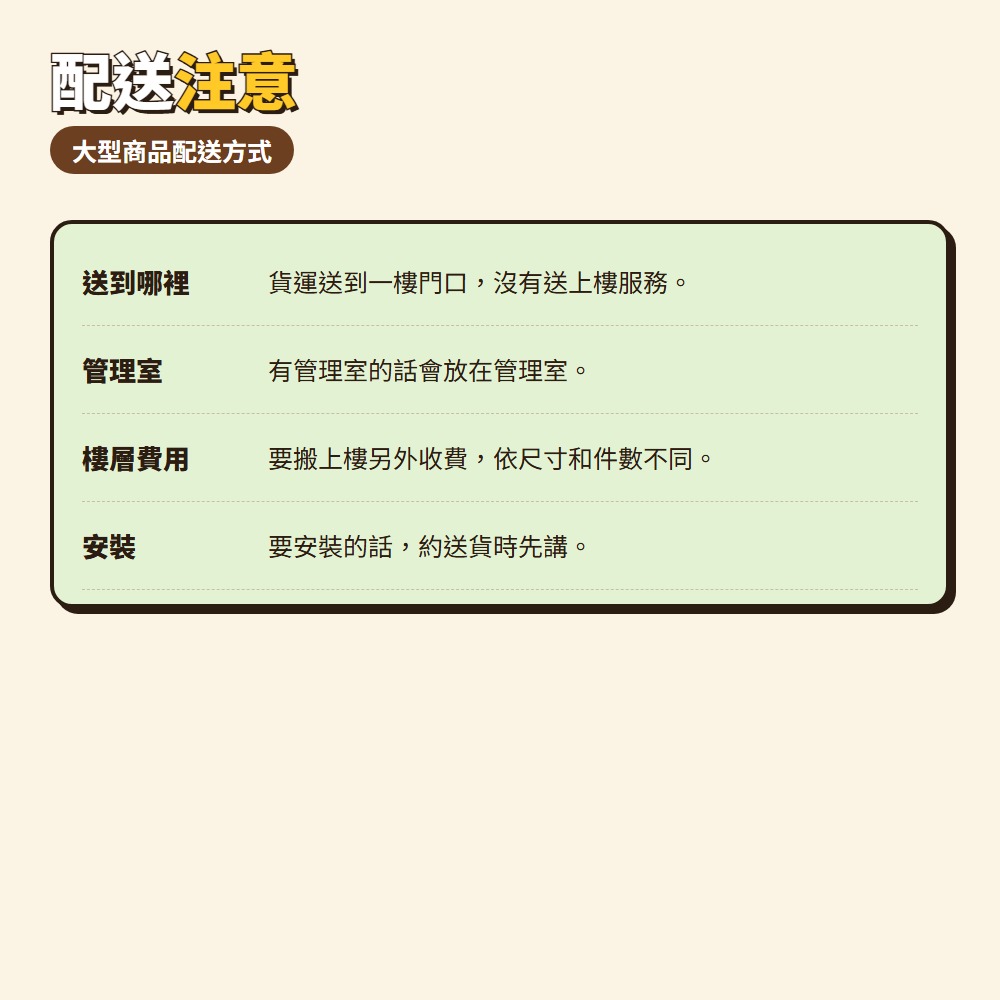 配送注意
大型商品配送方式
送到哪裡 貨運送到一樓門口，沒有送上樓服務。
管理室 有管理室的話會放在管理室。
樓層費用 要搬上樓另外收費，依尺寸和件數不同。
安裝 要安裝的話，約送貨時先講。